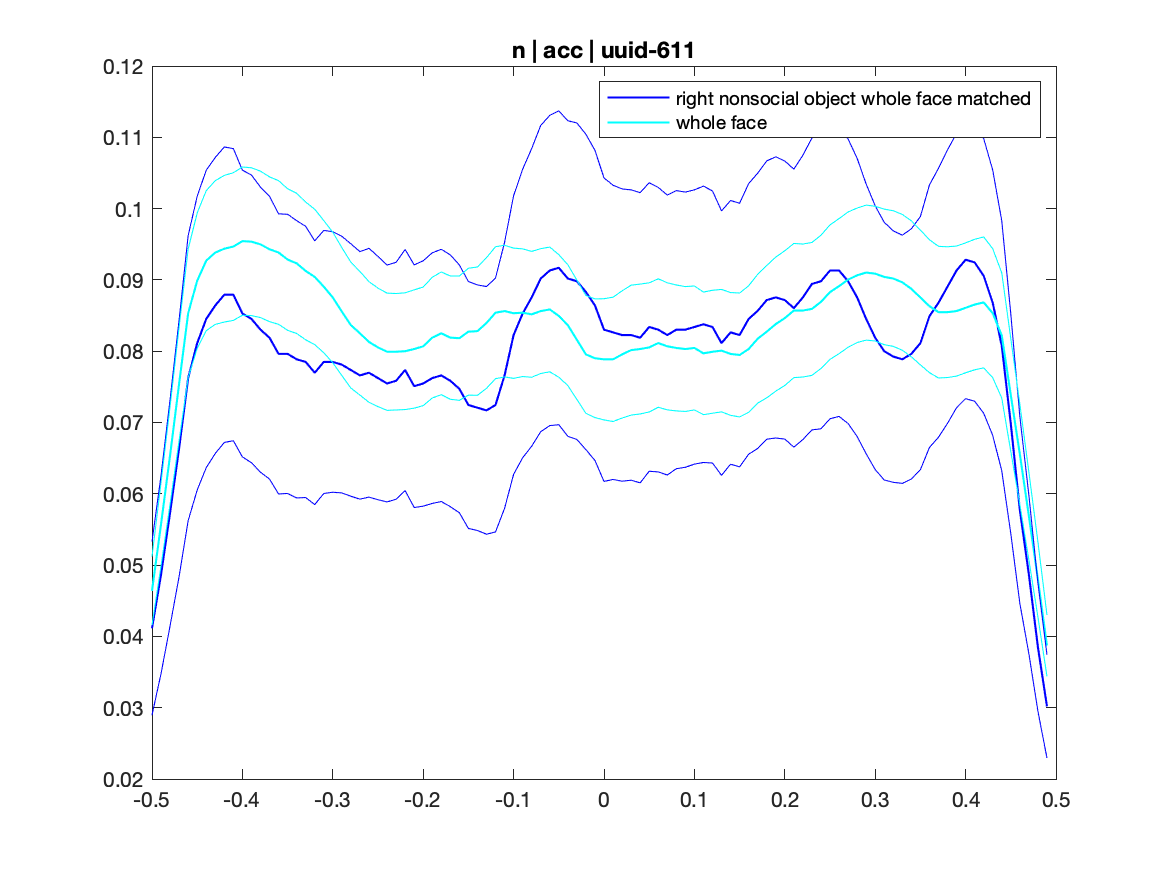 n | acc | uuid-611
right nonsocial object whole face matched
whole face
0.12
0.11
0.1
0.09
0.08
0.07
0.06
0.05
0.04
0.03
0.02
-0.5 -0.4 -0.3 -0.2 -0.1 0 0.1 0.2 0.3 0.4 0.5